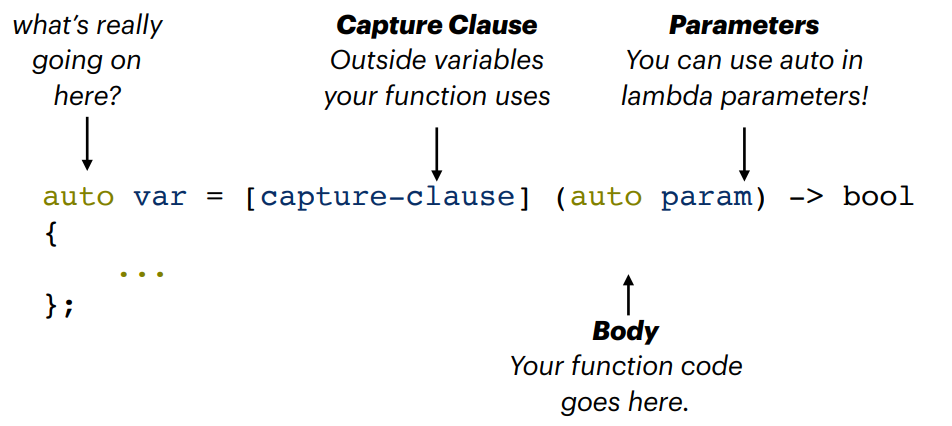 what's really
going on
here?
Capture Clause
Outside variables
your function uses
Parameters
You can use auto in
lambda parameters!
auto var = [capture-clause] (auto param) -> bool
{
...
};
Body
Your function code
goes here.